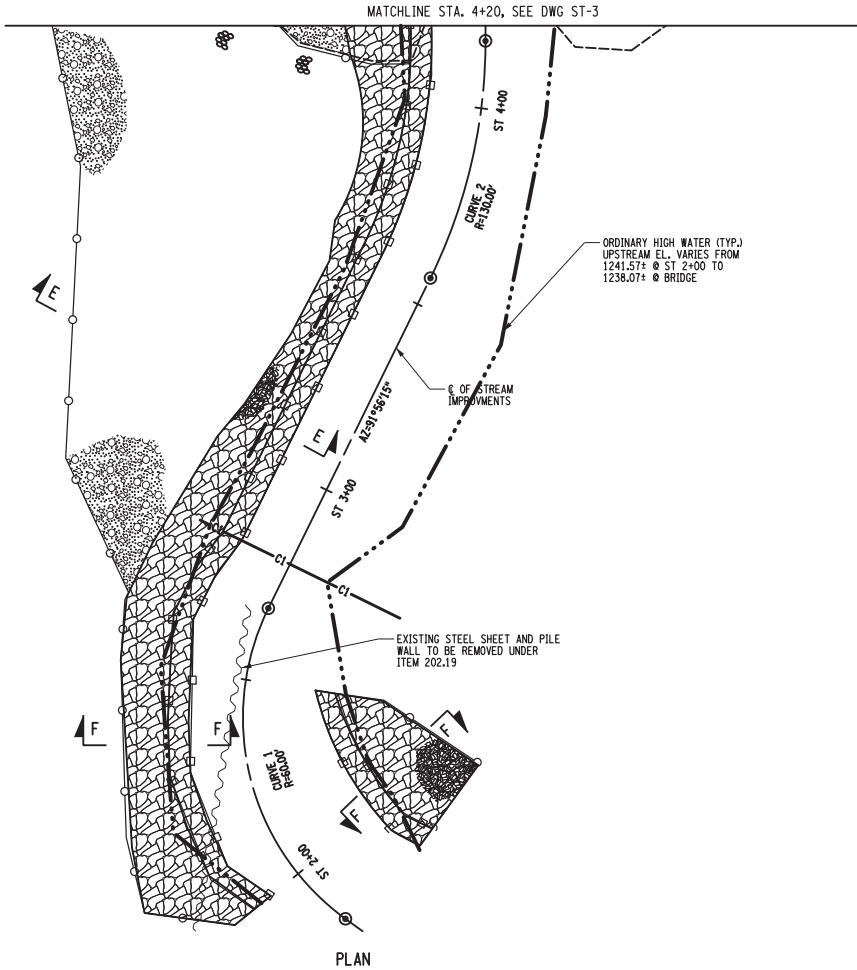 MATCHLINE STA. 4+20, SEE DWG ST-3
ST 4+00
CURVE 2
R=130.00'
ORDINARY HIGH WATER (TYP.)
UPSTREAM EL. VARIES FROM
1241.57± @ ST 2+00 TO
1238.07± @ BRIDGE
E
℄ OF STREAM
IMPROVMENTS
AZ=91°56'15"
E
ST 3+00
C1
C1
C1
EXISTING STEEL SHEET AND PILE
WALL TO BE REMOVED UNDER
ITEM 202.19
F
F
F
CURVE 1
R=60.00'
F
ST 2+00
PLAN